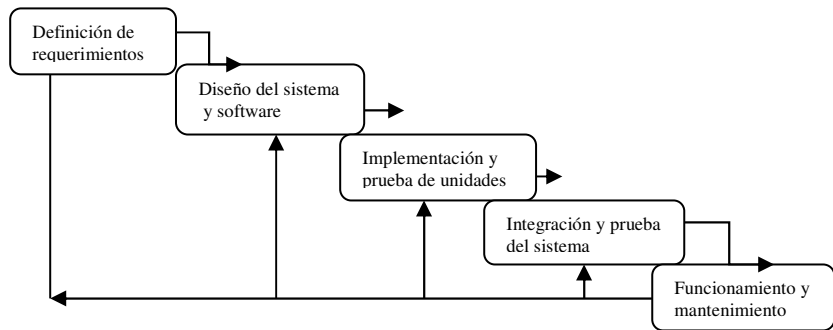 Definición de
requerimientos
Diseño del sistema
y software
Implementación y
prueba de unidades
Integración y prueba
del sistema
Funcionamiento y
mantenimiento